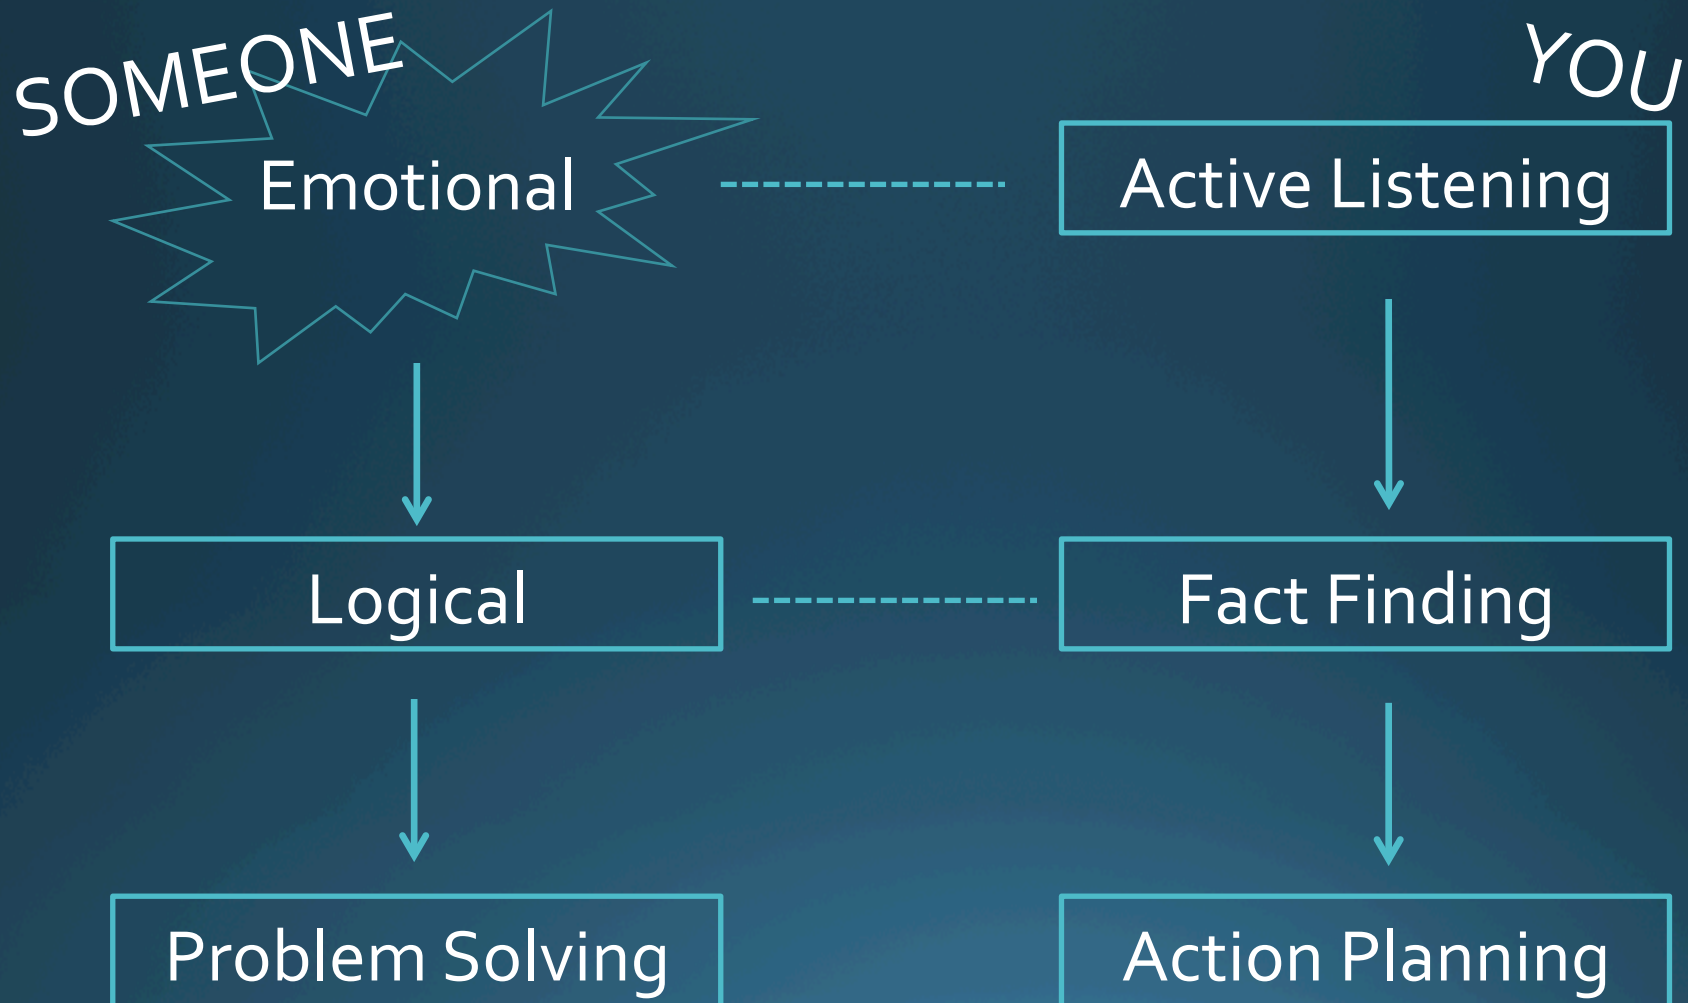 SOMEONE
YOU
Emotional
Active Listening
Logical
Fact Finding
Problem Solving
Action Planning